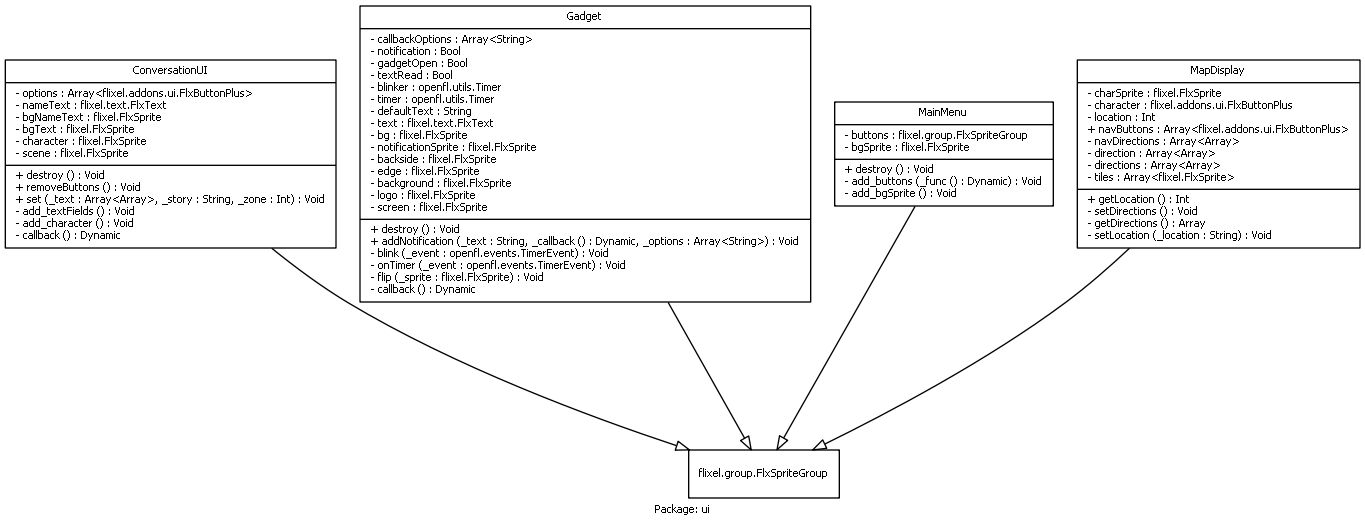 ConversationUI
- options : Array<flixel.addons.ui.FlxButtonPlus>
- nameText : flixel.text.FlxText
- bgNameText : flixel.FlxSprite
- bgText : flixel.FlxSprite
- character : flixel.FlxSprite
- scene : flixel.FlxSprite
+ destroy () : Void
+ removeButtons () : Void
+ set (_text : Array<Array>, _story : String, _zone : Int) : Void
- add_textFields () : Void
- add_character () : Void
- callback () : Dynamic
Gadget
- callbackOptions : Array<String>
- notification : Bool
- gadgetOpen : Bool
- textRead : Bool
- blinker : openfl.utils.Timer
- timer : openfl.utils.Timer
- defaultText : String
- text : flixel.text.FlxText
- bg : flixel.FlxSprite
- notificationSprite : flixel.FlxSprite
- backside : flixel.FlxSprite
- edge : flixel.FlxSprite
- background : flixel.FlxSprite
- logo : flixel.FlxSprite
- screen : flixel.FlxSprite
+ destroy () : Void
+ addNotification (_text : String, _callback () : Dynamic, _options : Array<String>) : Void
- blink (_event : openfl.events.TimerEvent) : Void
- onTimer (_event : openfl.events.TimerEvent) : Void
- flip (_sprite : flixel.FlxSprite) : Void
- callback () : Dynamic
MainMenu
- buttons : flixel.group.FlxSpriteGroup
- bgSprite : flixel.FlxSprite
+ destroy () : Void
- add_buttons (_func () : Dynamic) : Void
- add_bgSprite () : Void
MapDisplay
- charSprite : flixel.FlxSprite
- character : flixel.addons.ui.FlxButtonPlus
- location : Int
+ navButtons : Array<flixel.addons.ui.FlxButtonPlus>
- navDirections : Array<Array>
- direction : Array<Array>
- directions : Array<Array>
- tiles : Array<flixel.FlxSprite>
+ getLocation () : Int
- setDirections () : Void
- getDirections () : Array
- setLocation (_location : String) : Void
flixel.group.FlxSpriteGroup
Package: ui